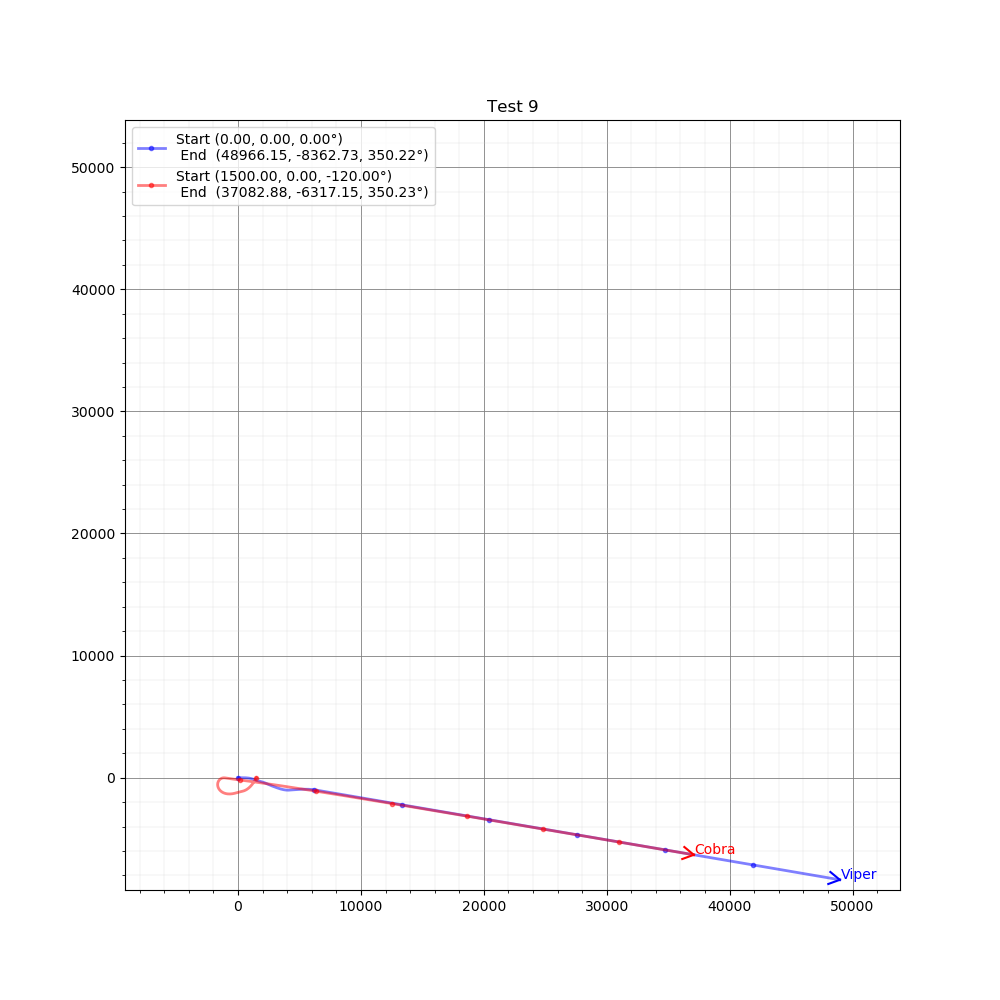 Test 9
Start (0.00, 0.00, 0.00°)
End (48966.15, -8362.73, 350.22°)
Start (1500.00, 0.00, -120.00°)
End (37082.88, -6317.15, 350.23°)
50000
40000
30000
20000
10000
0
Cobra
Viper
0 10000 20000 30000 40000 50000